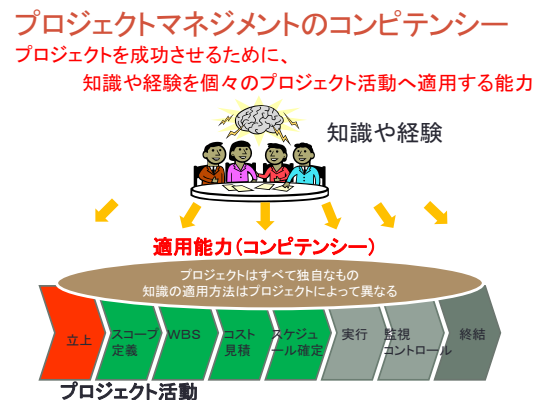 プロジェクトマネジメントのコンピテンシー
プロジェクトを成功させるために、
知識や経験を個々のプロジェクト活動へ適用する能力
知識や経験
適用能力(コンピテンシー)
プロジェクトはすべて独自なもの
知識の適用方法はプロジェクトによって異なる
立上
スコープ
定義
WBS
コスト
見積
スケジュ
ール確定
実行
監視
コントロール
終結
プロジェクト活動